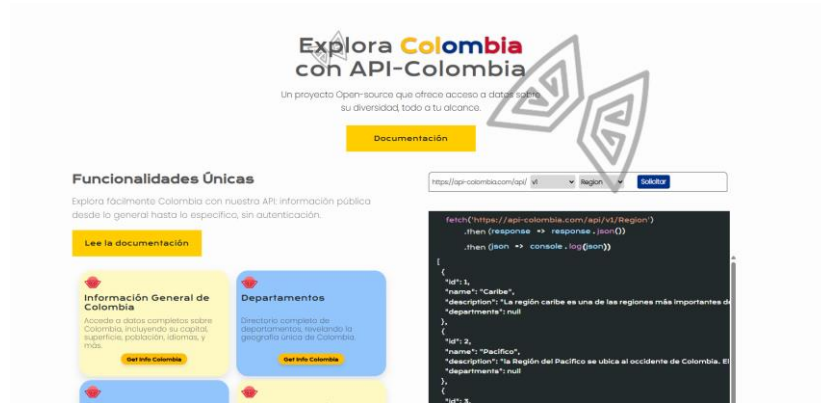 Explora Colombia
con API-Colombia
Un proyecto Open-source que ofrece acceso a datos sobre
su diversidad, todo a tu alcance.
Documentación
Funcionalidades Únicas
Explora fácilmente Colombia con nuestra API: información pública
desde lo general hasta lo específico, sin autenticación.
Lee la documentación
Información General de
Colombia
Accede a datos completos sobre
Colombia, incluyendo su capital,
superficie, población, idiomas, y
más.
Get Info Colombia
Departamentos
Directorio completo de
departamentos, revelando la
geografía única de Colombia.
Get Info Colombia
https://api-colombia.com/api/ v1 Region Solicitar
fetch('https://api-colombia.com/api/v1/Region')
.then (response => response.json())
.then (json => console.log(json))
[
{
"id": 1,
"name": "Caribe",
"description": "La región caribe es una de las regiones más importantes de
"departments": null
},
{
"id": 2,
"name": "Pacífico",
"description": "la Región del Pacífico se ubica al occidente de Colombia. El
"departments": null
},
{
"id": 3,